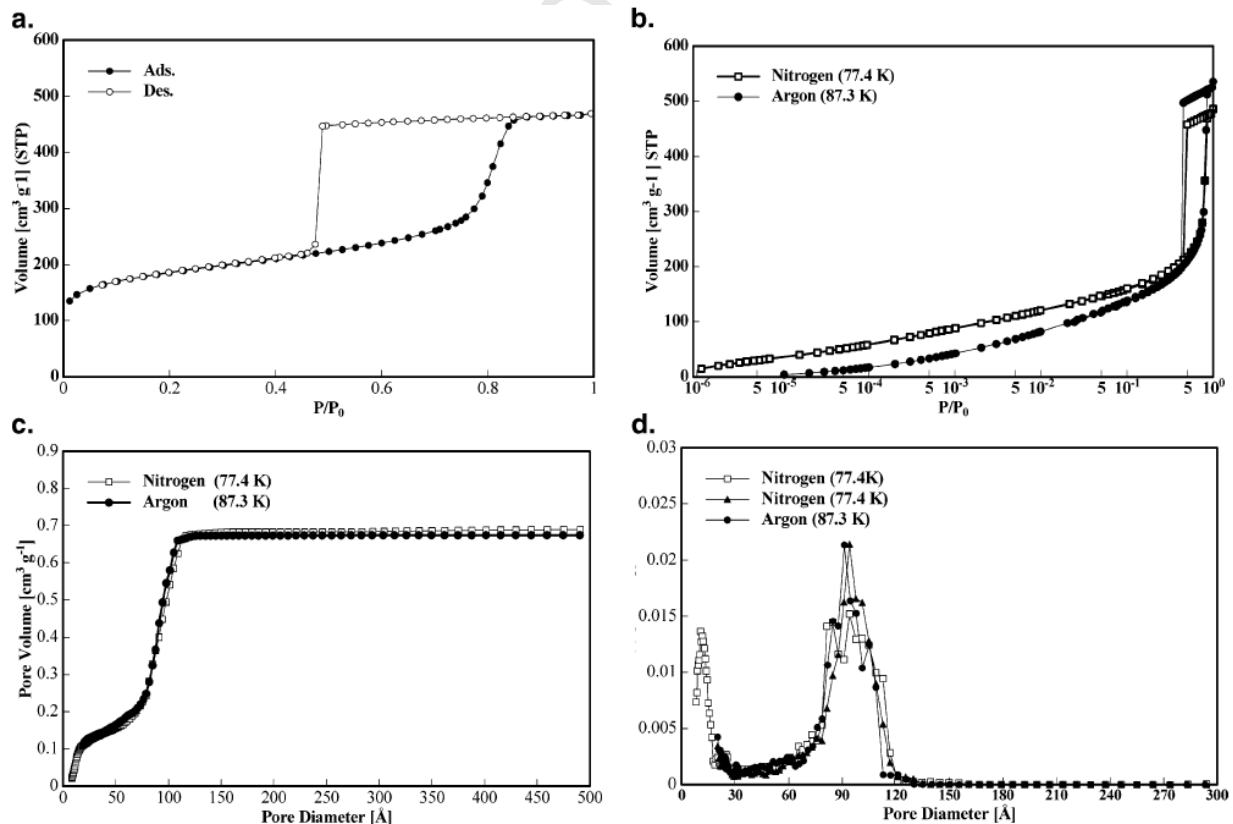 a.
600
500
400
300
200
100
0
Volume [cm³ g⁻¹] (STP)
Ads.
Des.
0 0.2 0.4 0.6 0.8 1
P/P₀
b.
600
500
400
300
200
100
0
Volume [cm³ g-1 ] STP
Nitrogen (77.4 K)
Argon (87.3 K)
10⁻⁶ 5 10⁻⁵ 5 10⁻⁴ 5 10⁻³ 5 10⁻² 5 10⁻¹ 5 10⁰
P/P₀
c.
0.9
0.8
0.7
0.6
0.5
0.4
0.3
0.2
0.1
0
Pore Volume [cm³ g⁻¹]
Nitrogen (77.4 K)
Argon (87.3 K)
0 50 100 150 200 250 300 350 400 450 500
Pore Diameter [Å]
d.
0.03
0.025
0.02
0.015
0.01
0.005
0
Nitrogen (77.4K)
Nitrogen (77.4 K)
Argon (87.3 K)
0 30 60 90 120 150 180 210 240 270 300
Pore Diameter [Å]